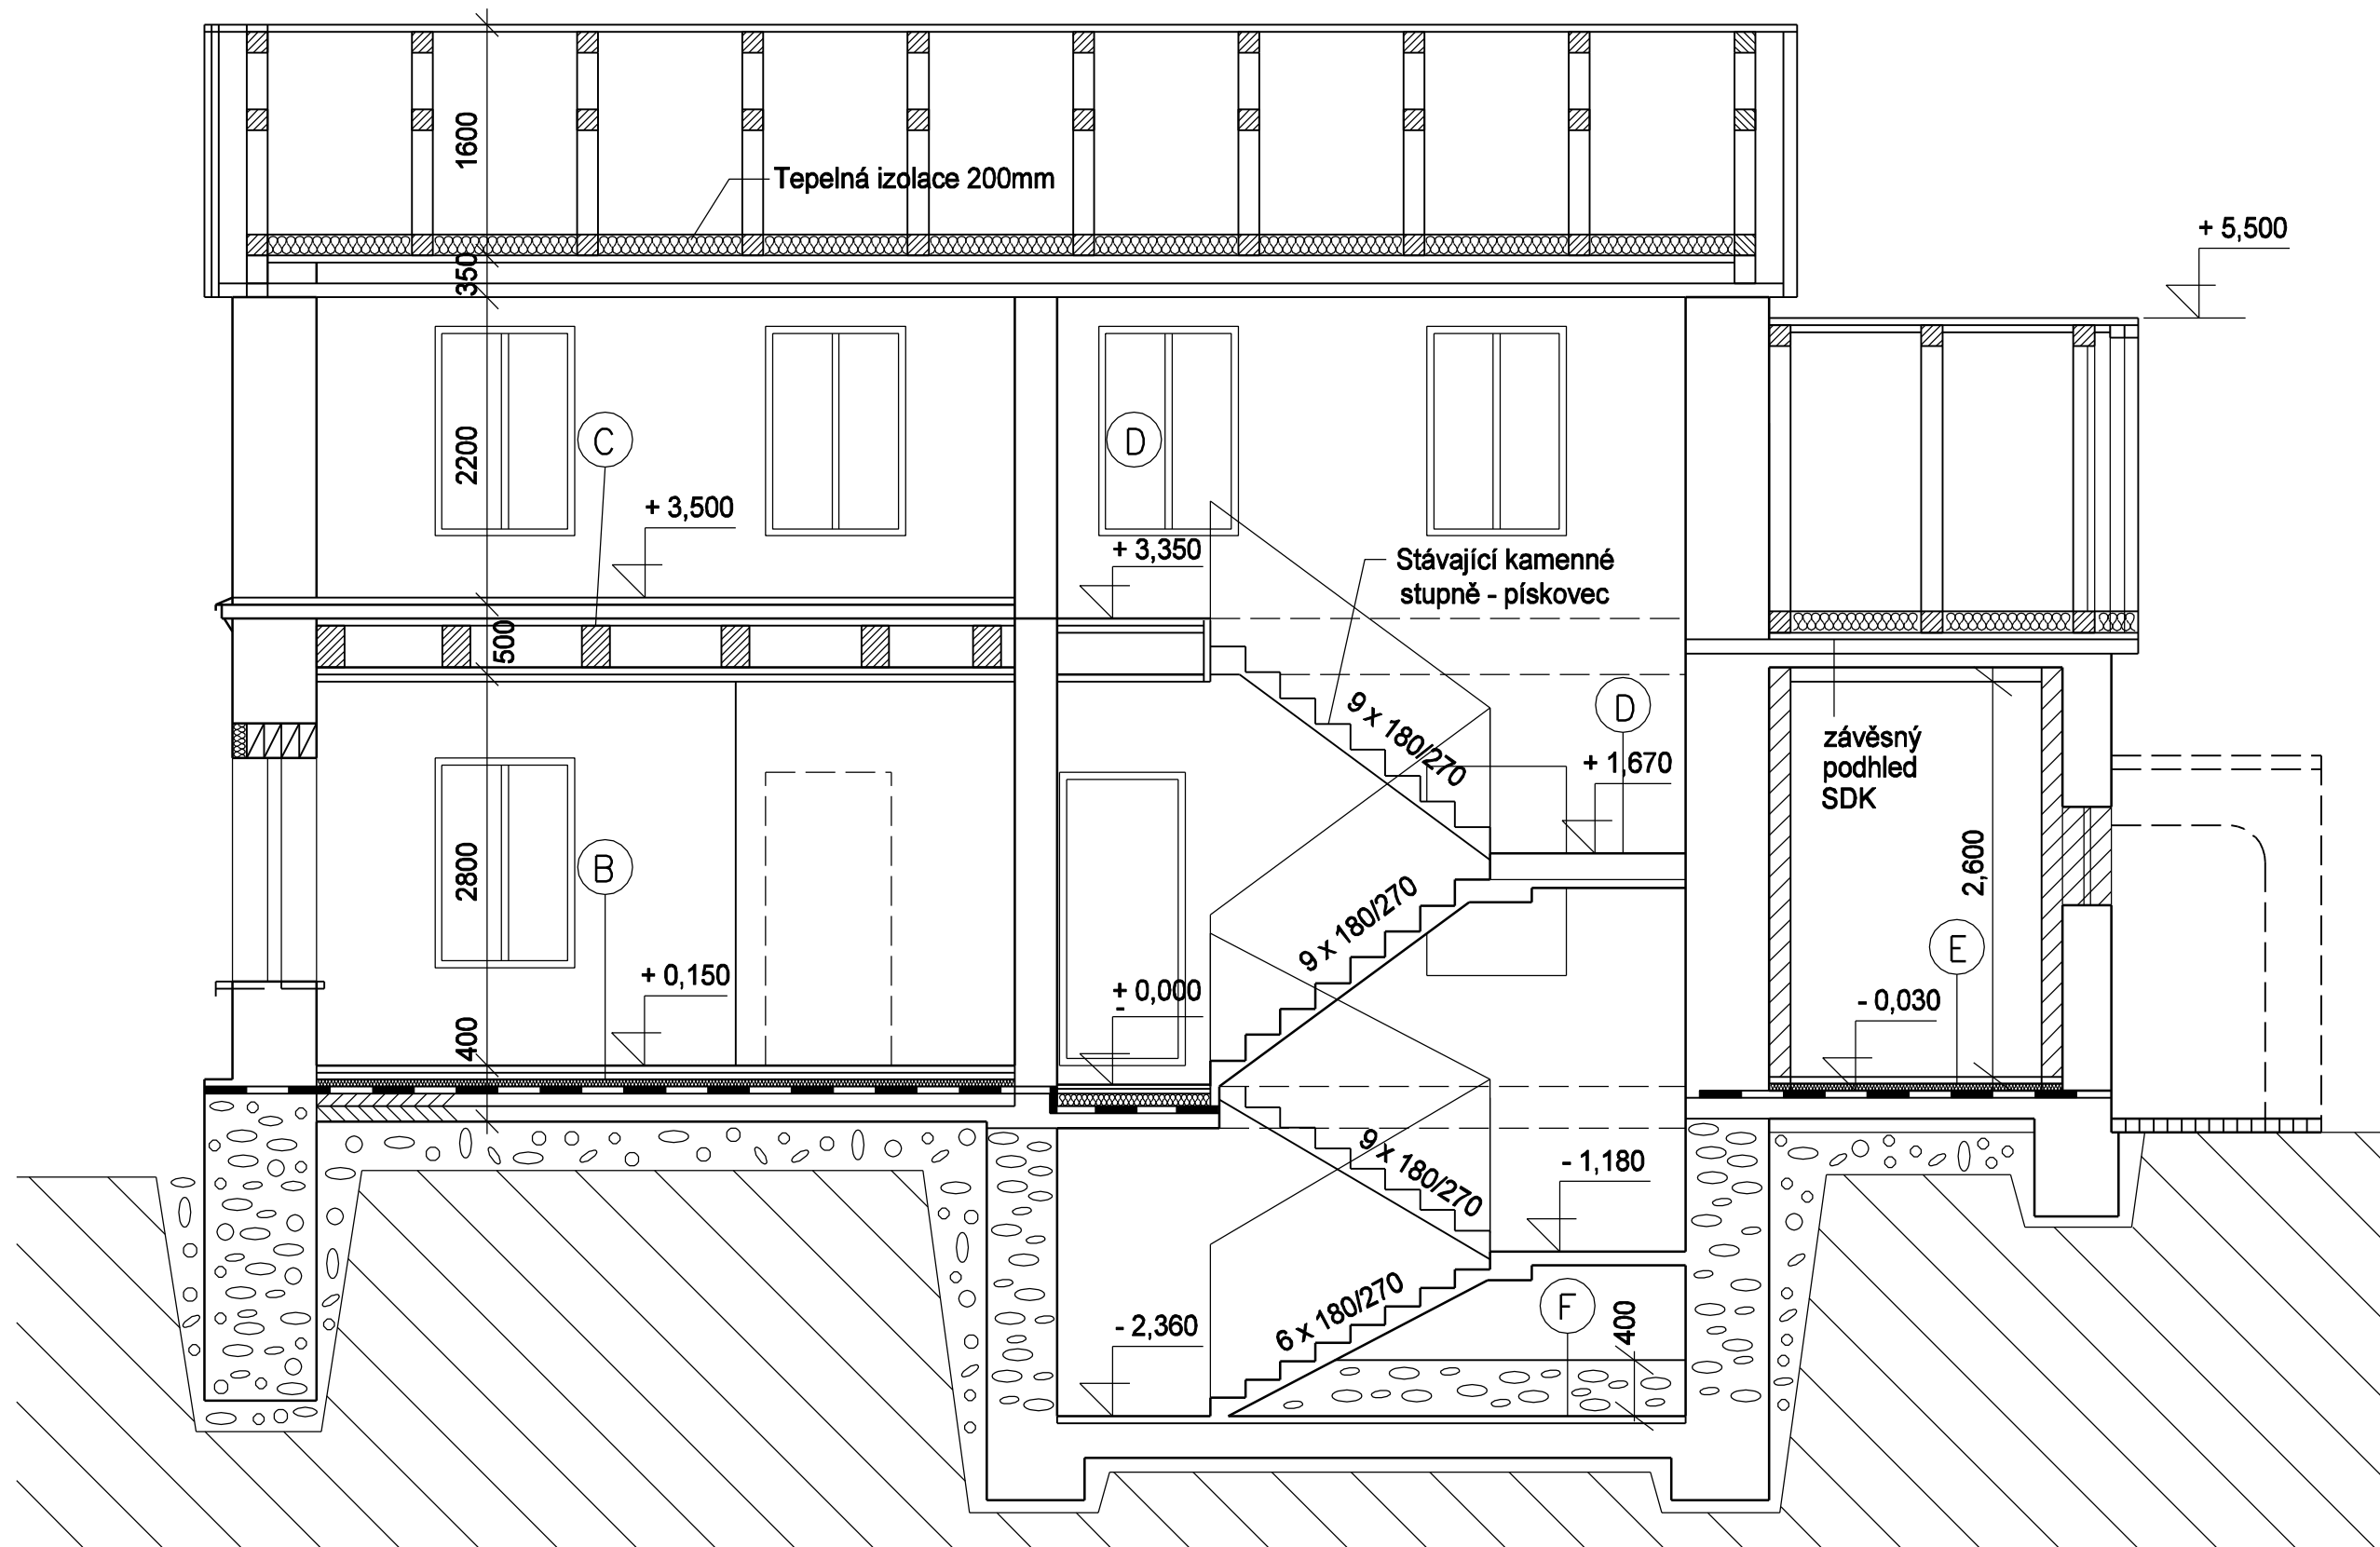 1600
Tepelná izolace 200mm
+ 5,500
350
2200
C
D
+ 3,500
+ 3,350
Stávající kamenné
stupně - pískovec
500
9 x 180/270
D
+ 1,670
závěsný
podhled
SDK
2800
B
2,600
9 x 180/270
E
+ 0,150
+ 0,000
-
- 0,030
400
9 x 180/270
- 1,180
6 x 180/270
F
400
- 2,360